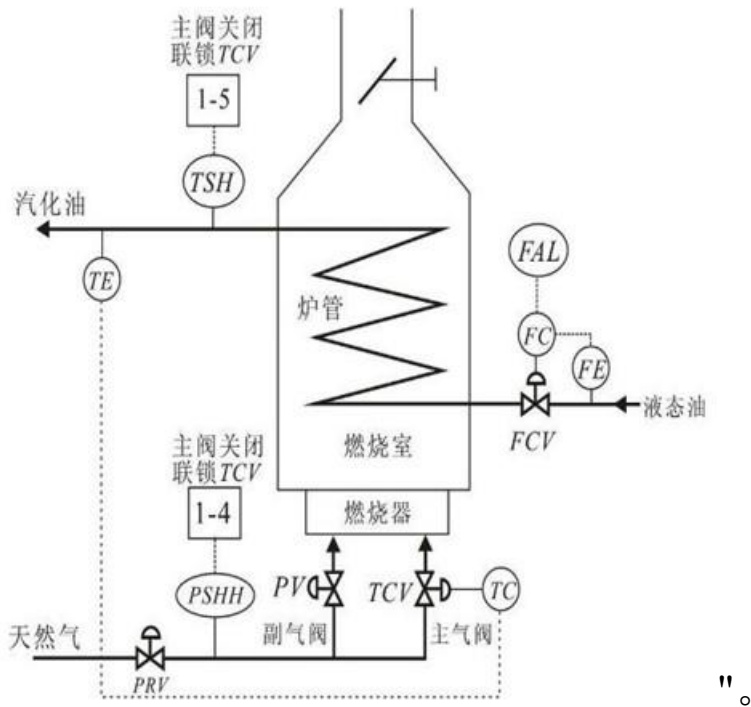 主阀关闭
联锁TCV
1-5
TSH
汽化油
TE
炉管
FAL
FC
FE
液态油
FCV
主阀关闭
联锁TCV
1-4
燃烧室
燃烧器
PSHH
PV
TCV
TC
天然气
副气阀
主气阀
PRV
"。